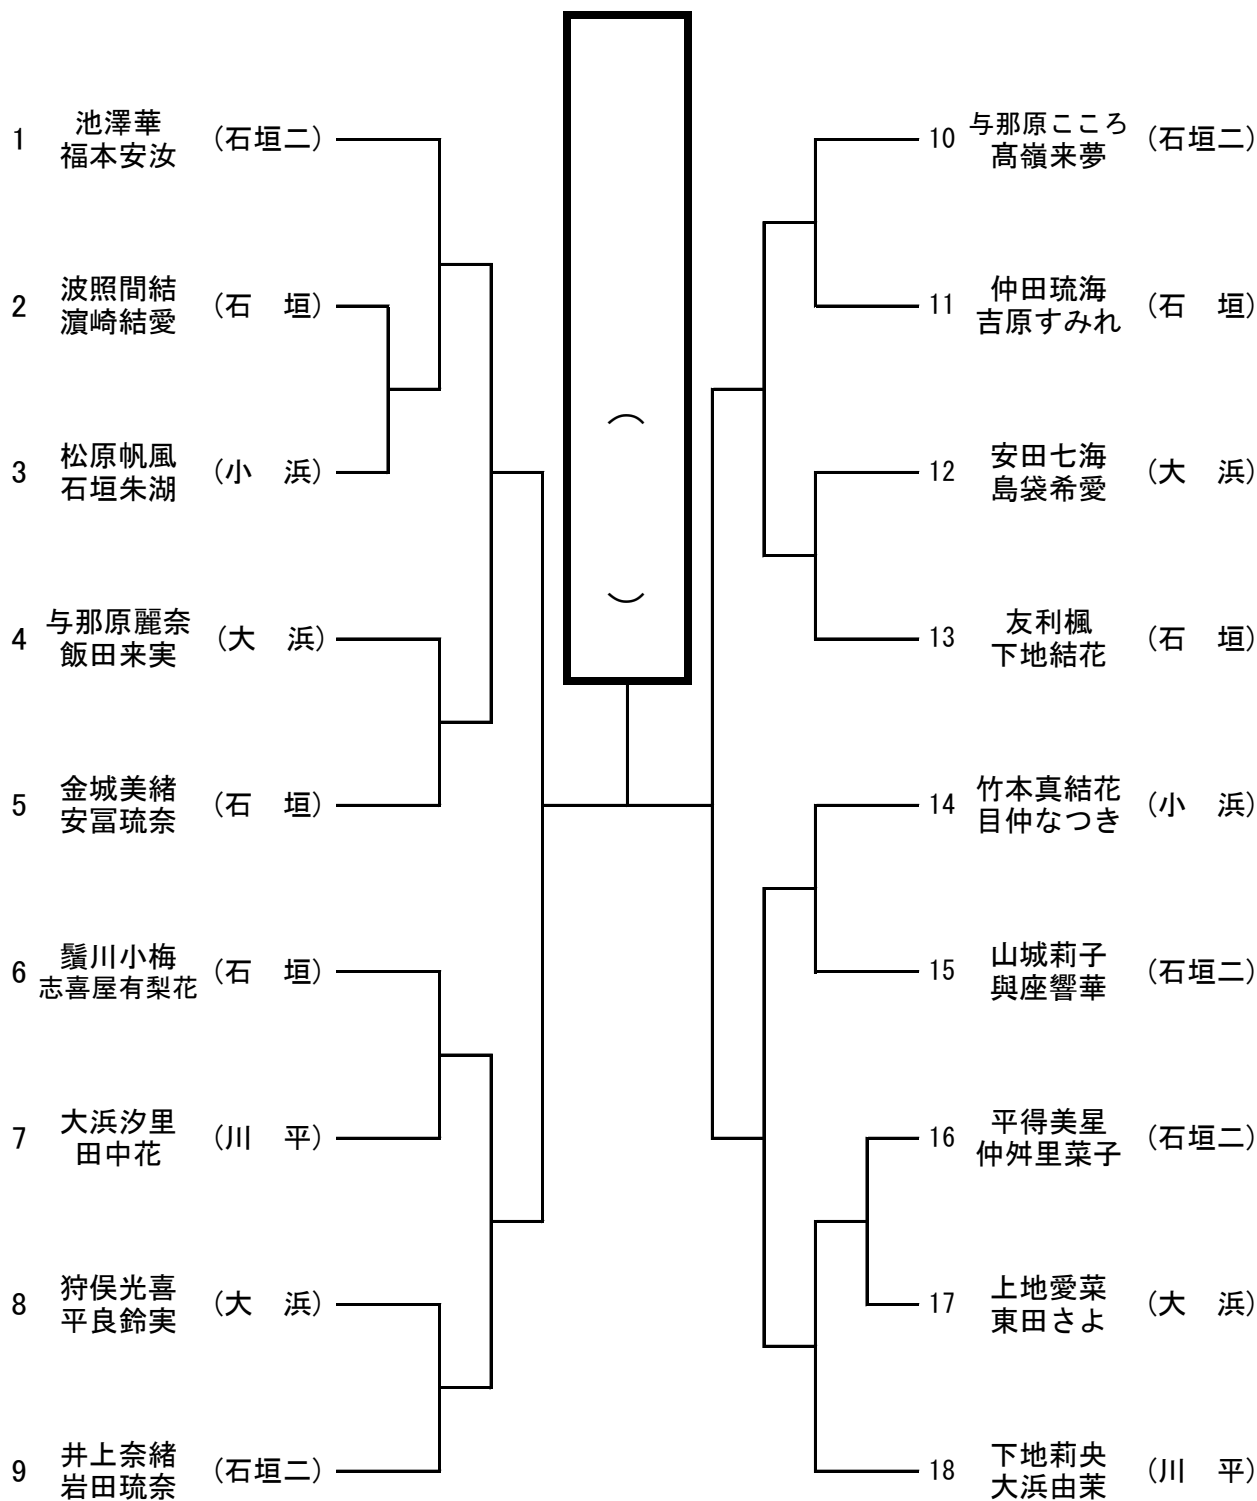 1 池澤華 (石垣二)
福本安汝
2 波照間結 (石　垣)
濵崎結愛
3 松原帆風 (小　浜)
石垣朱湖
4 与那原麗奈 (大　浜)
飯田来実
5 金城美緒 (石　垣)
安冨琉奈
6 鬚川小梅 (石　垣)
志喜屋有梨花
7 大浜汐里 (川　平)
田中花
8 狩俣光喜 (大　浜)
平良鈴実
9 井上奈緒 (石垣二)
岩田琉奈
(
)
10 与那原こころ (石垣二)
髙嶺来夢
11 仲田琉海 (石　垣)
吉原すみれ
12 安田七海 (大　浜)
島袋希愛
13 友利楓 (石　垣)
下地結花
14 竹本真結花 (小　浜)
目仲なつき
15 山城莉子 (石垣二)
與座響華
16 平得美星 (石垣二)
仲舛里菜子
17 上地愛菜 (大　浜)
東田さよ
18 下地莉央 (川　平)
大浜由茉